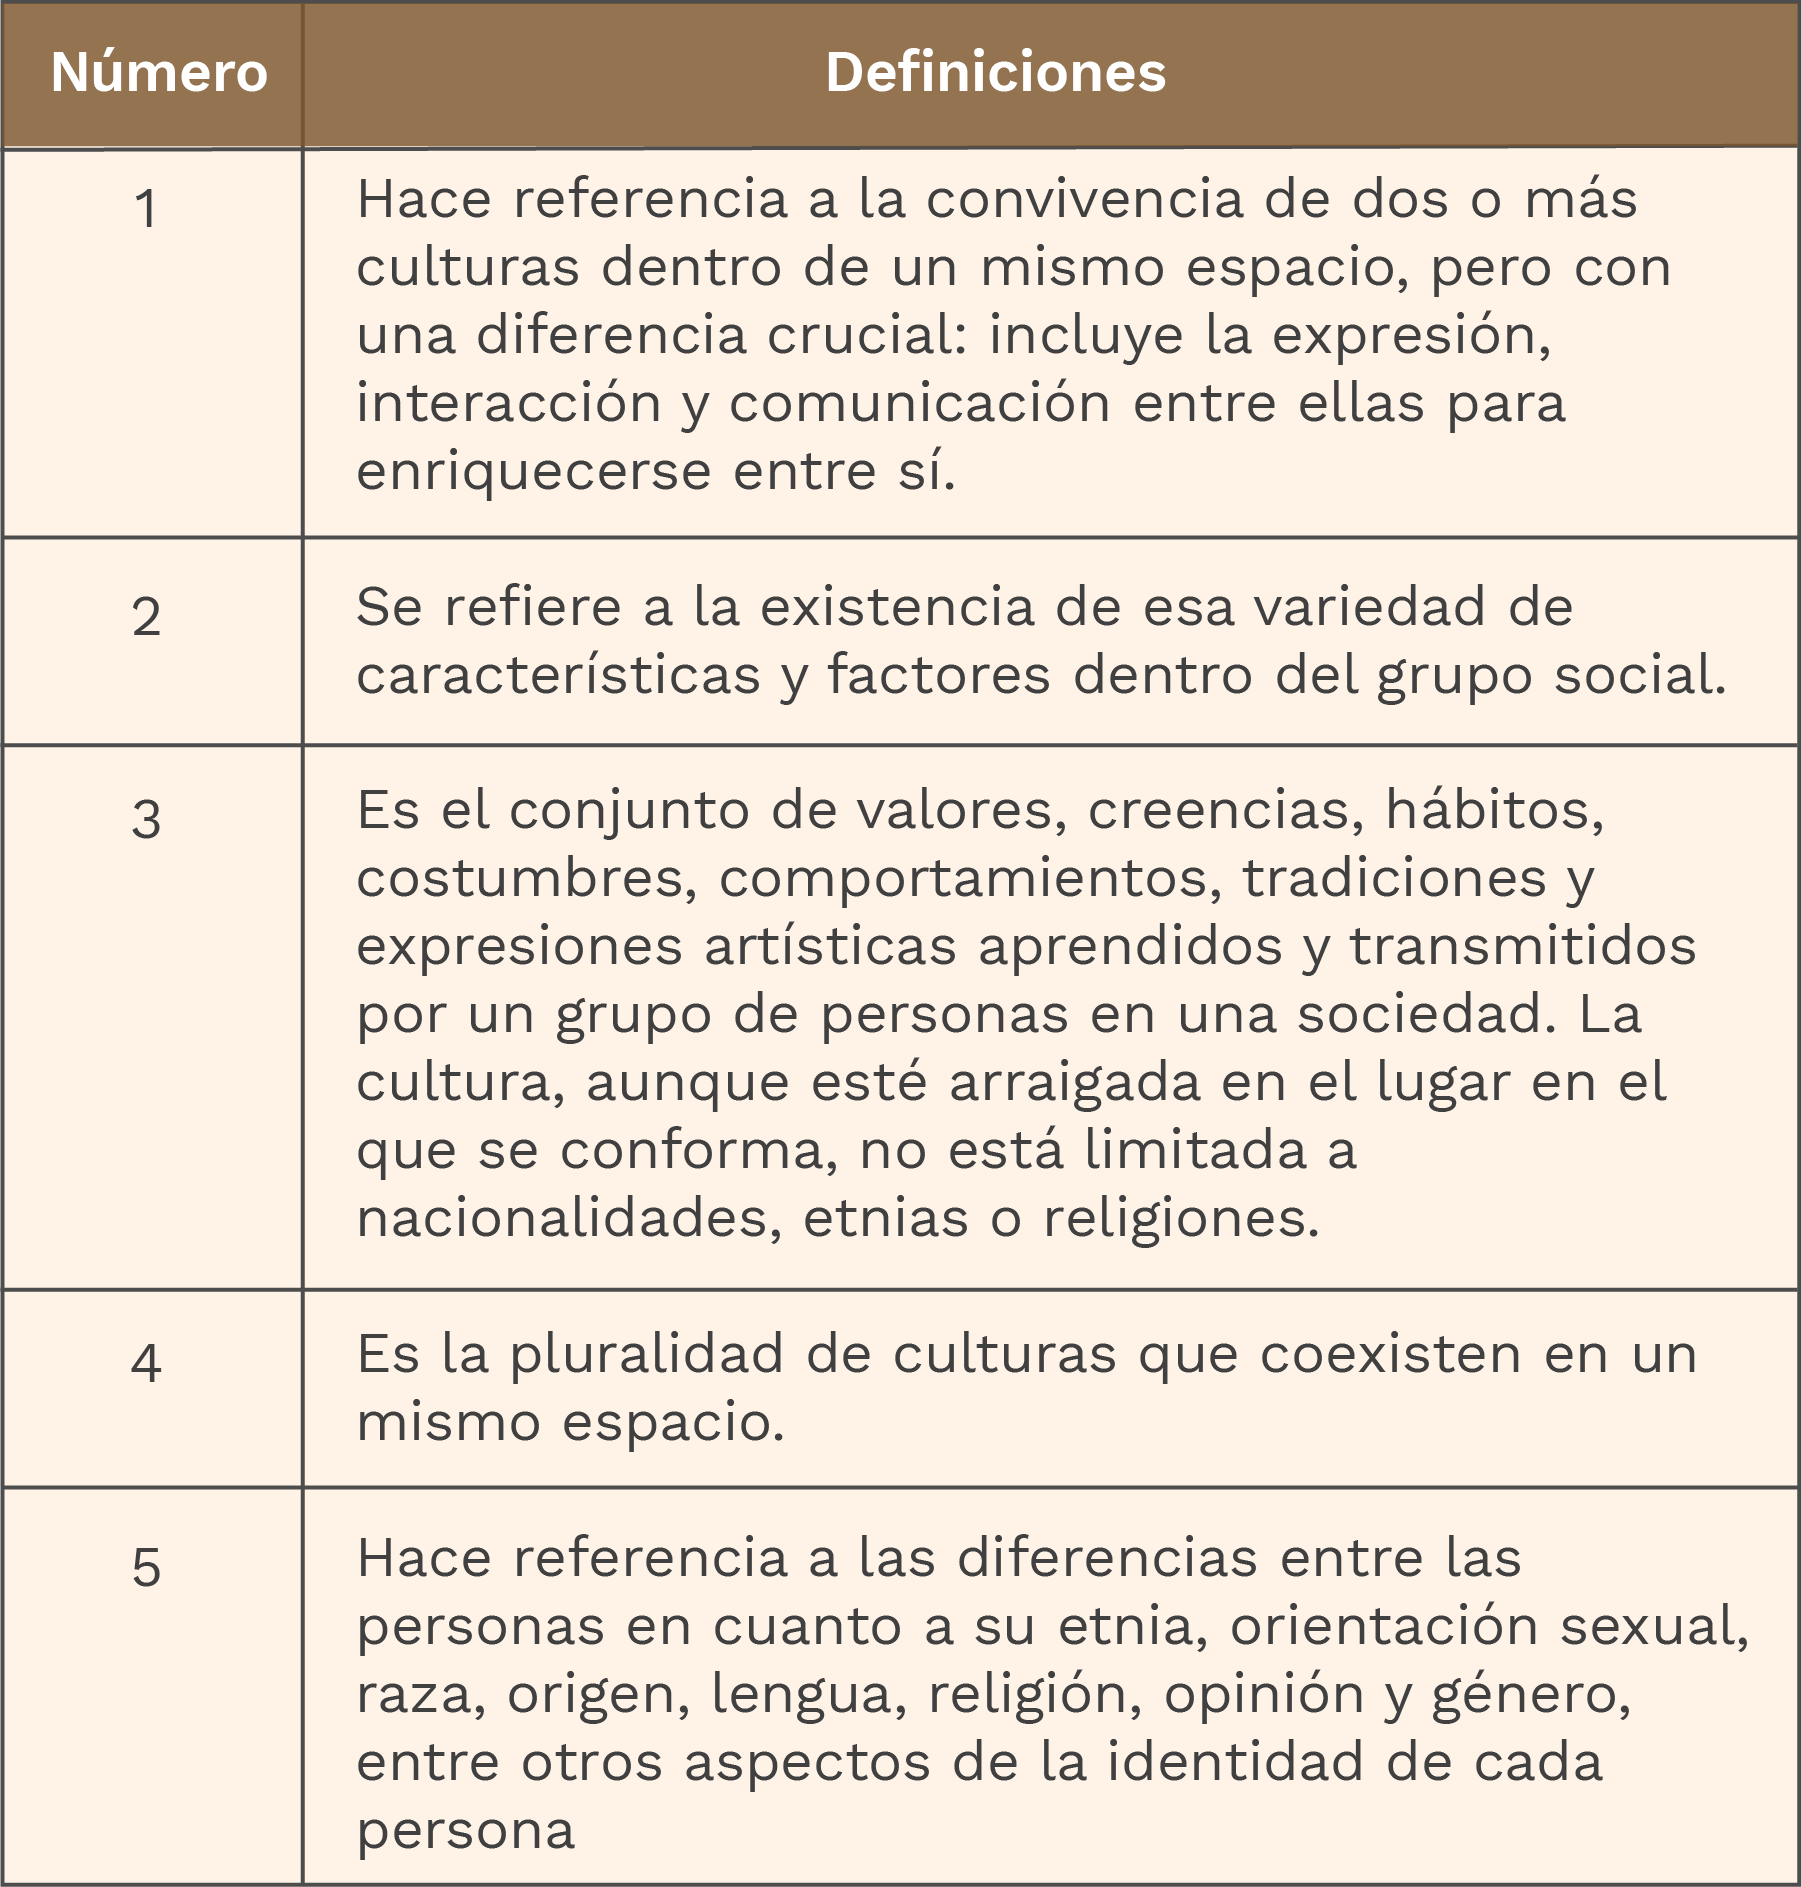 Número Definiciones
1 Hace referencia a la convivencia de dos o más
culturas dentro de un mismo espacio, pero con
una diferencia crucial: incluye la expresión,
interacción y comunicación entre ellas para
enriquecerse entre sí.
2 Se refiere a la existencia de esa variedad de
características y factores dentro del grupo social.
3 Es el conjunto de valores, creencias, hábitos,
costumbres, comportamientos, tradiciones y
expresiones artísticas aprendidos y transmitidos
por un grupo de personas en una sociedad. La
cultura, aunque esté arraigada en el lugar en el
que se conforma, no está limitada a
nacionalidades, etnias o religiones.
4 Es la pluralidad de culturas que coexisten en un
mismo espacio.
5 Hace referencia a las diferencias entre las
personas en cuanto a su etnia, orientación sexual,
raza, origen, lengua, religión, opinión y género,
entre otros aspectos de la identidad de cada
persona